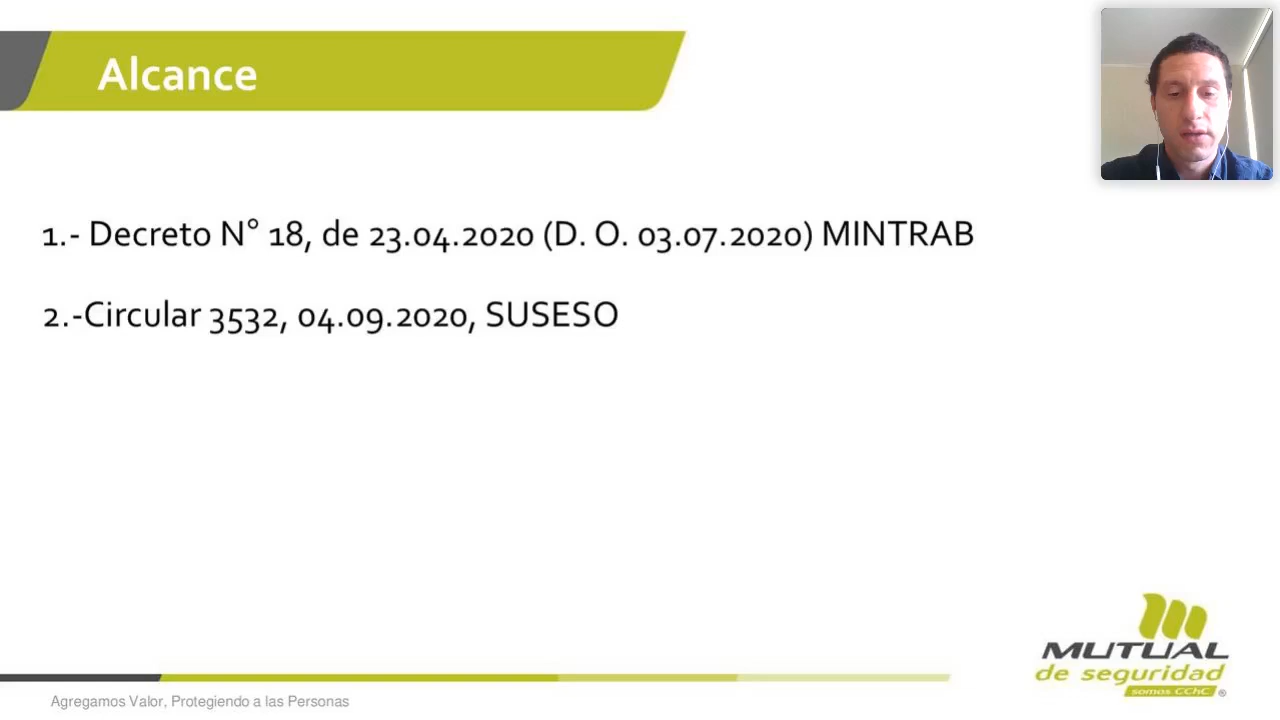 Alcance
1.- Decreto N° 18, de 23.04.2020 (D. O. 03.07.2020) MINTRAB
2.-Circular 3532, 04.09.2020, SUSESO
MUTUAL
de seguridad
somos CChC ®
Agregamos Valor, Protegiendo a las Personas